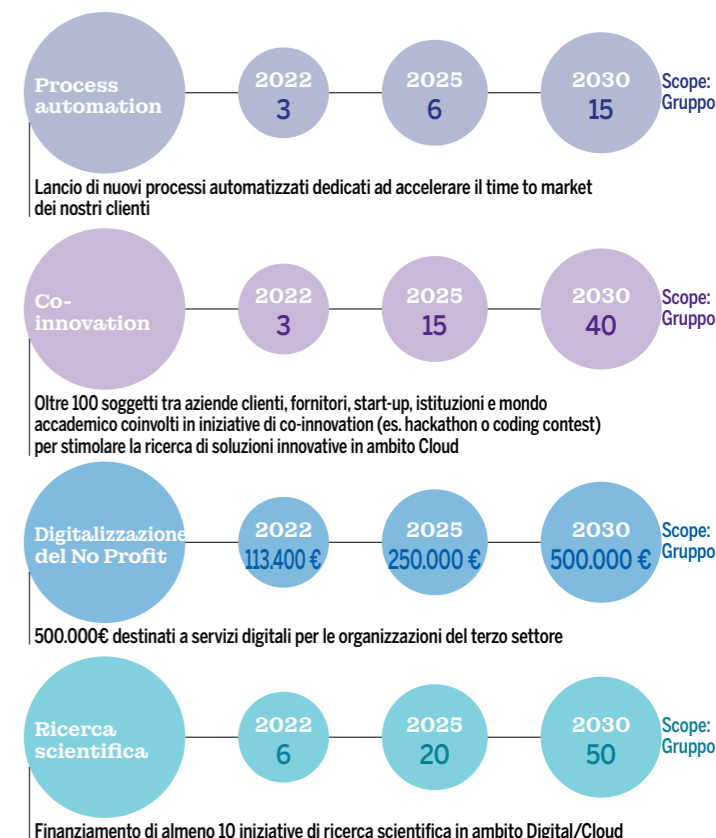 Process
automation
2022
3
2025
6
2030
15
Scope:
Gruppo
Lancio di nuovi processi automatizzati dedicati ad accelerare il time to market
dei nostri clienti
Co-
innovation
2022
3
2025
15
2030
40
Scope:
Gruppo
Oltre 100 soggetti tra aziende clienti, fornitori, start-up, istituzioni e mondo
accademico coinvolti in iniziative di co-innovation (es. hackathon o coding contest)
per stimolare la ricerca di soluzioni innovative in ambito Cloud
Digitalizzazione
del No Profit
2022
113.400 €
2025
250.000 €
2030
500.000 €
Scope:
Gruppo
500.000€ destinati a servizi digitali per le organizzazioni del terzo settore
Ricerca
scientifica
2022
6
2025
20
2030
50
Scope:
Gruppo
Finanziamento di almeno 10 iniziative di ricerca scientifica in ambito Digital/Cloud